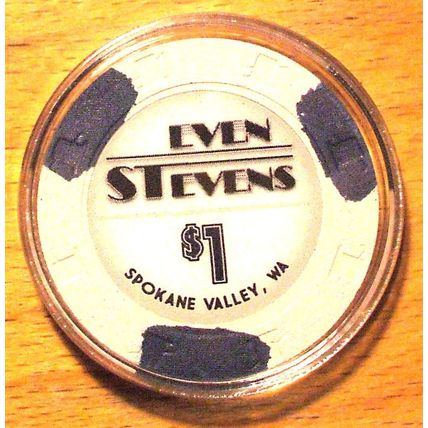 EVEN
STEVENS
$1
SPOKANE VALLEY, WA